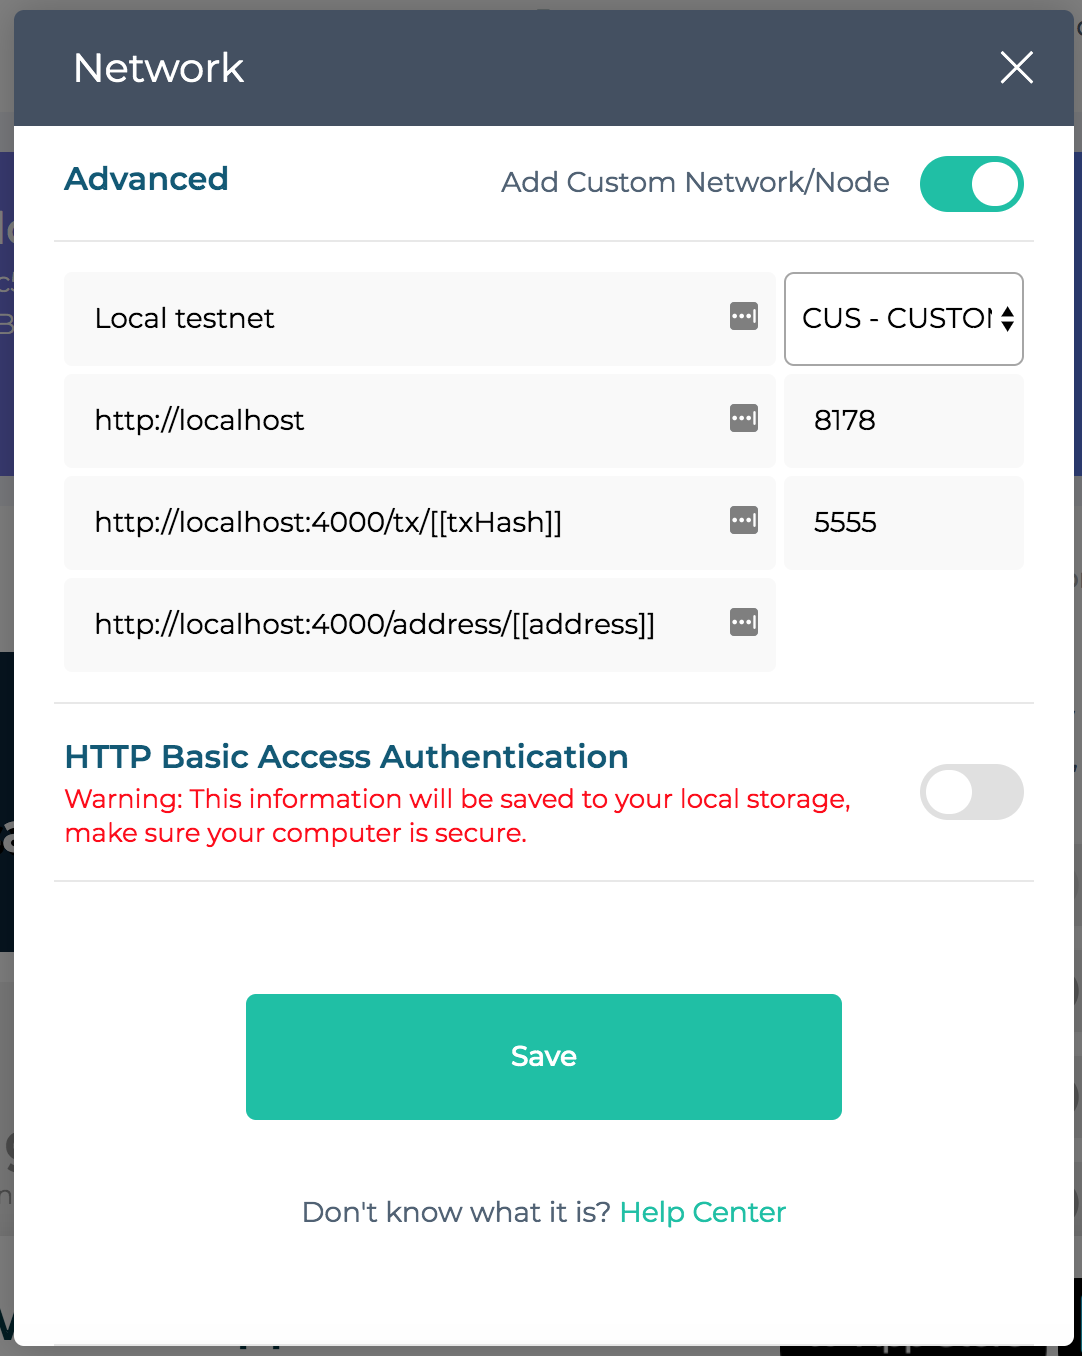 Network
Advanced
Add Custom Network/Node
Local testnet
CUS - CUSTOM
http://localhost
8178
http://localhost:4000/tx/[[txHash]]
5555
http://localhost:4000/address/[[address]]
HTTP Basic Access Authentication
Warning: This information will be saved to your local storage,
make sure your computer is secure.
Save
Don't know what it is? Help Center